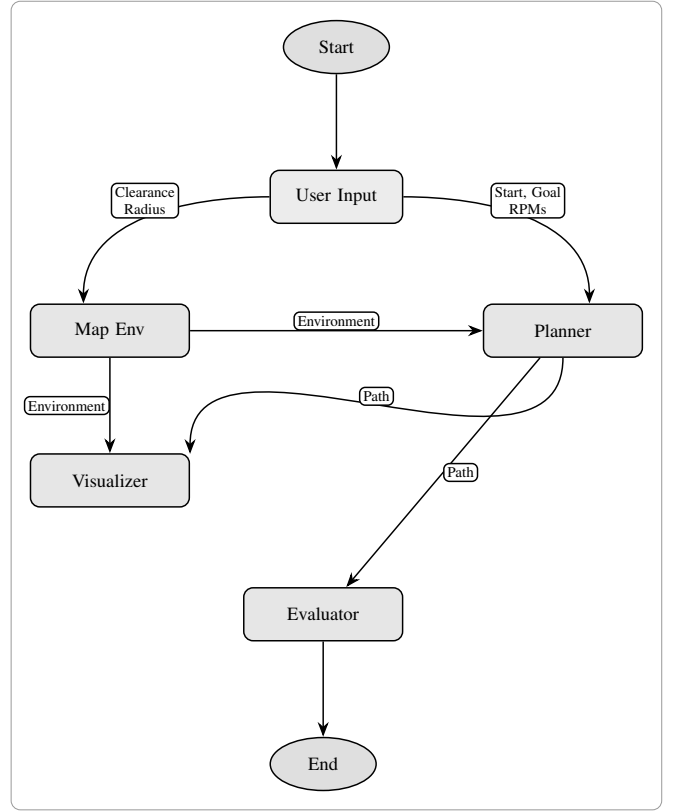 Start
User Input
Clearance
Radius
Start, Goal
RPMs
Map Env
Environment
Planner
Environment
Path
Visualizer
Path
Evaluator
End